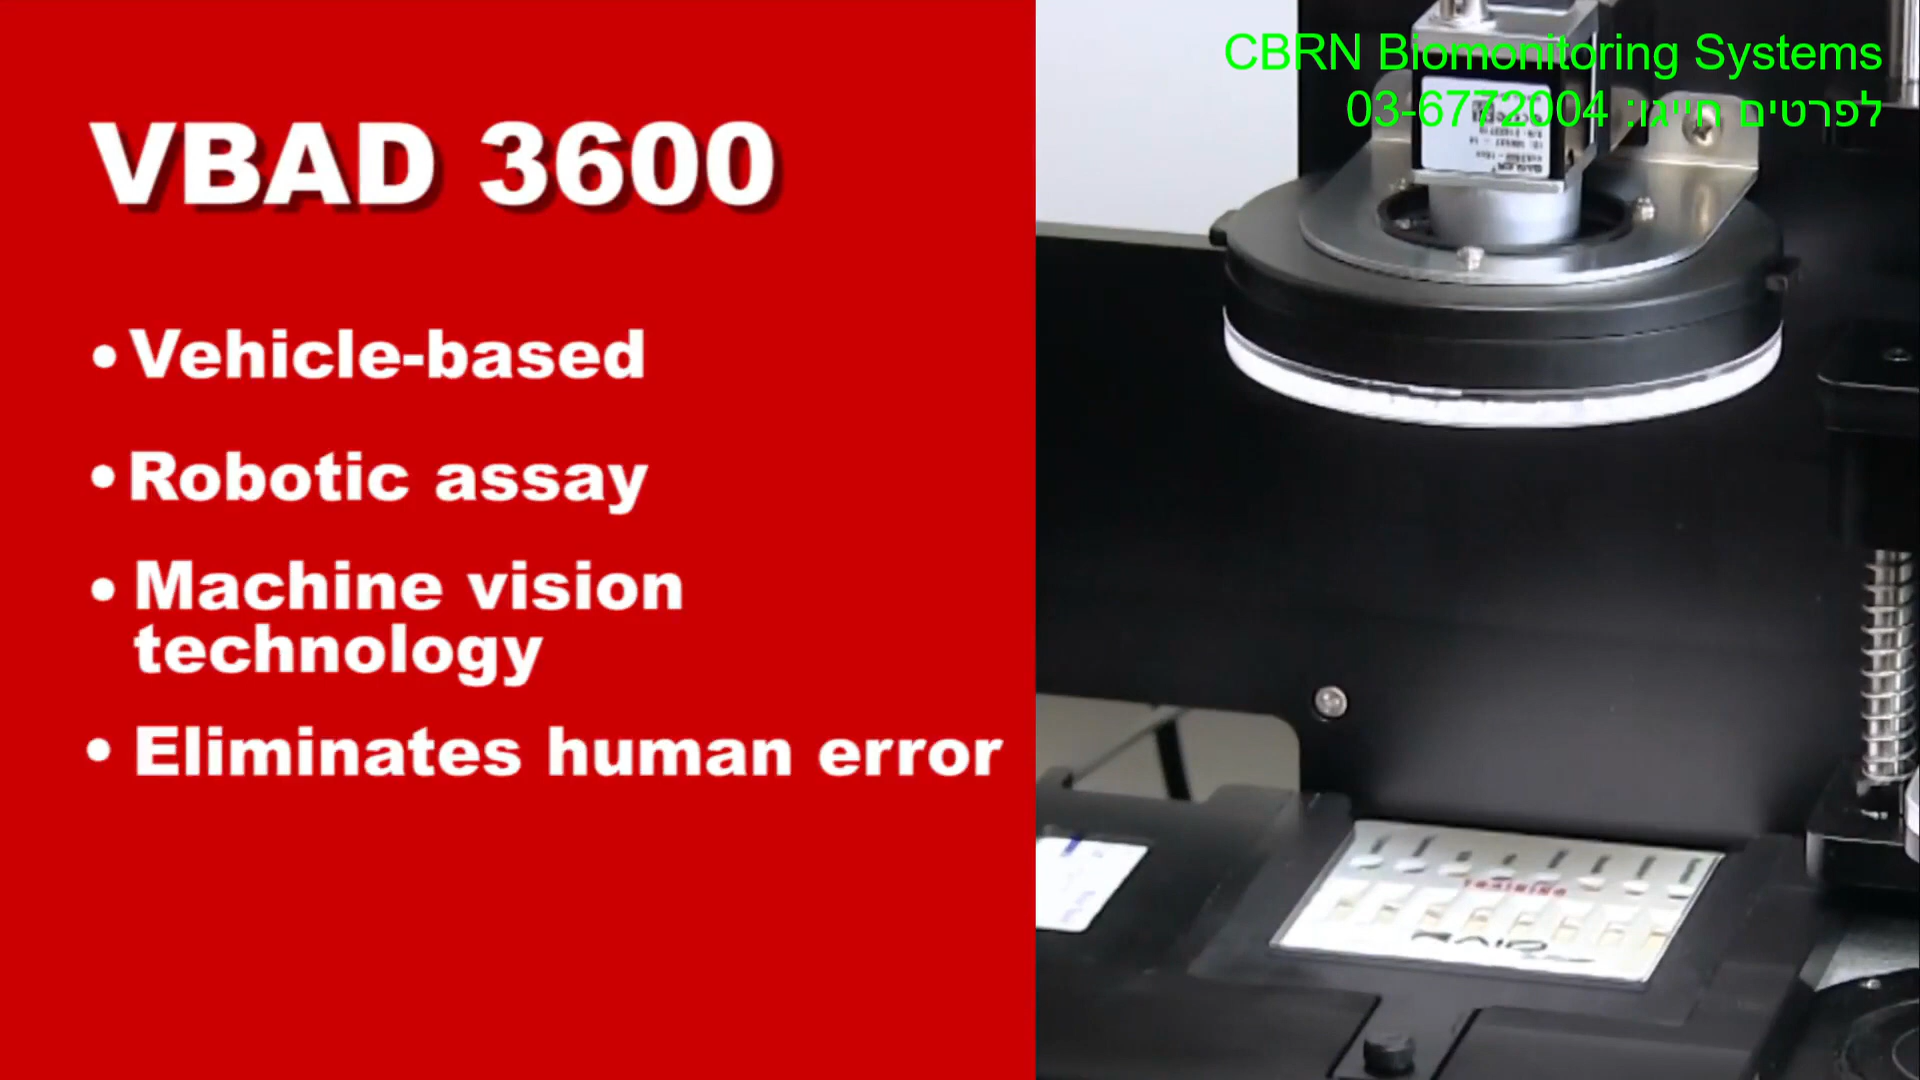 VBAD 3600
• Vehicle-based
• Robotic assay
• Machine vision
technology
• Eliminates human error
CBRN Biomonitoring Systems
לפרטים חייגו: 03-6772004
TRAINING